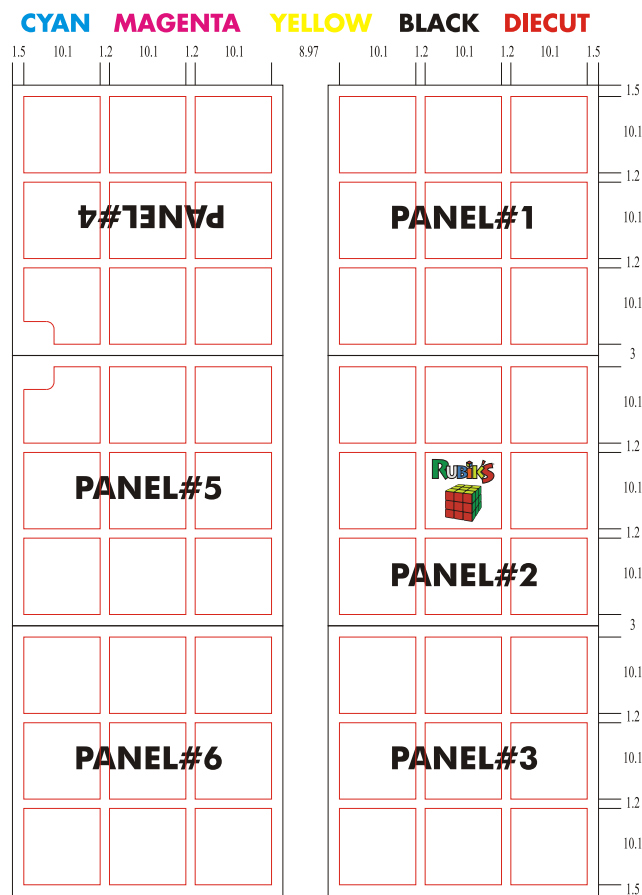 CYAN MAGENTA YELLOW BLACK DIECUT
1.5 10.1 1.2 10.1 1.2 10.1 8.97 10.1 1.2 10.1 1.2 10.1 1.5
1.5
10.1
1.2
PANEL#4 PANEL#1 10.1
1.2
10.1
3
10.1
1.2
RUBIK'S
PANEL#5 10.1
1.2
PANEL#2 10.1
3
10.1
1.2
PANEL#6 PANEL#3 10.1
1.2
10.1
1.5